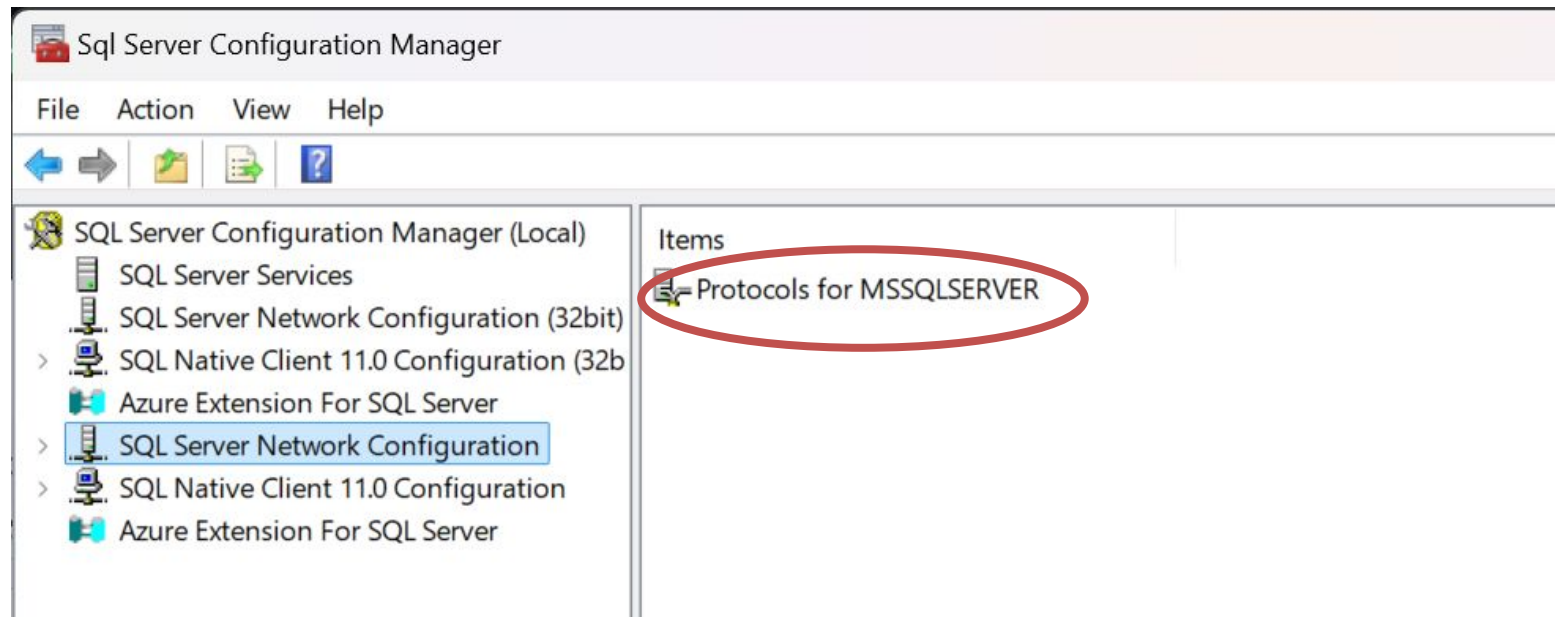 Sql Server Configuration Manager
File Action View Help
SQL Server Configuration Manager (Local)
SQL Server Services
SQL Server Network Configuration (32bit)
SQL Native Client 11.0 Configuration (32b
Azure Extension For SQL Server
SQL Server Network Configuration
SQL Native Client 11.0 Configuration
Azure Extension For SQL Server
Items
Protocols for MSSQLSERVER